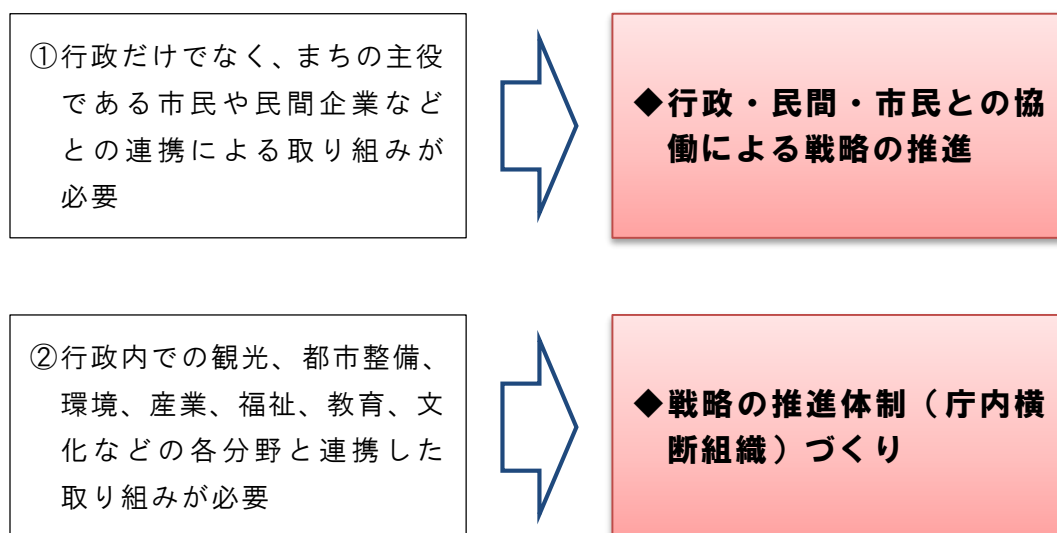 ①行政だけでなく、まちの主役
である市民や民間企業など
との連携による取り組みが
必要
◆行政・民間・市民との協
働による戦略の推進
②行政内での観光、都市整備、
環境、産業、福祉、教育、文
化などの各分野と連携した
取り組みが必要
◆戦略の推進体制（庁内横
断組織）づくり